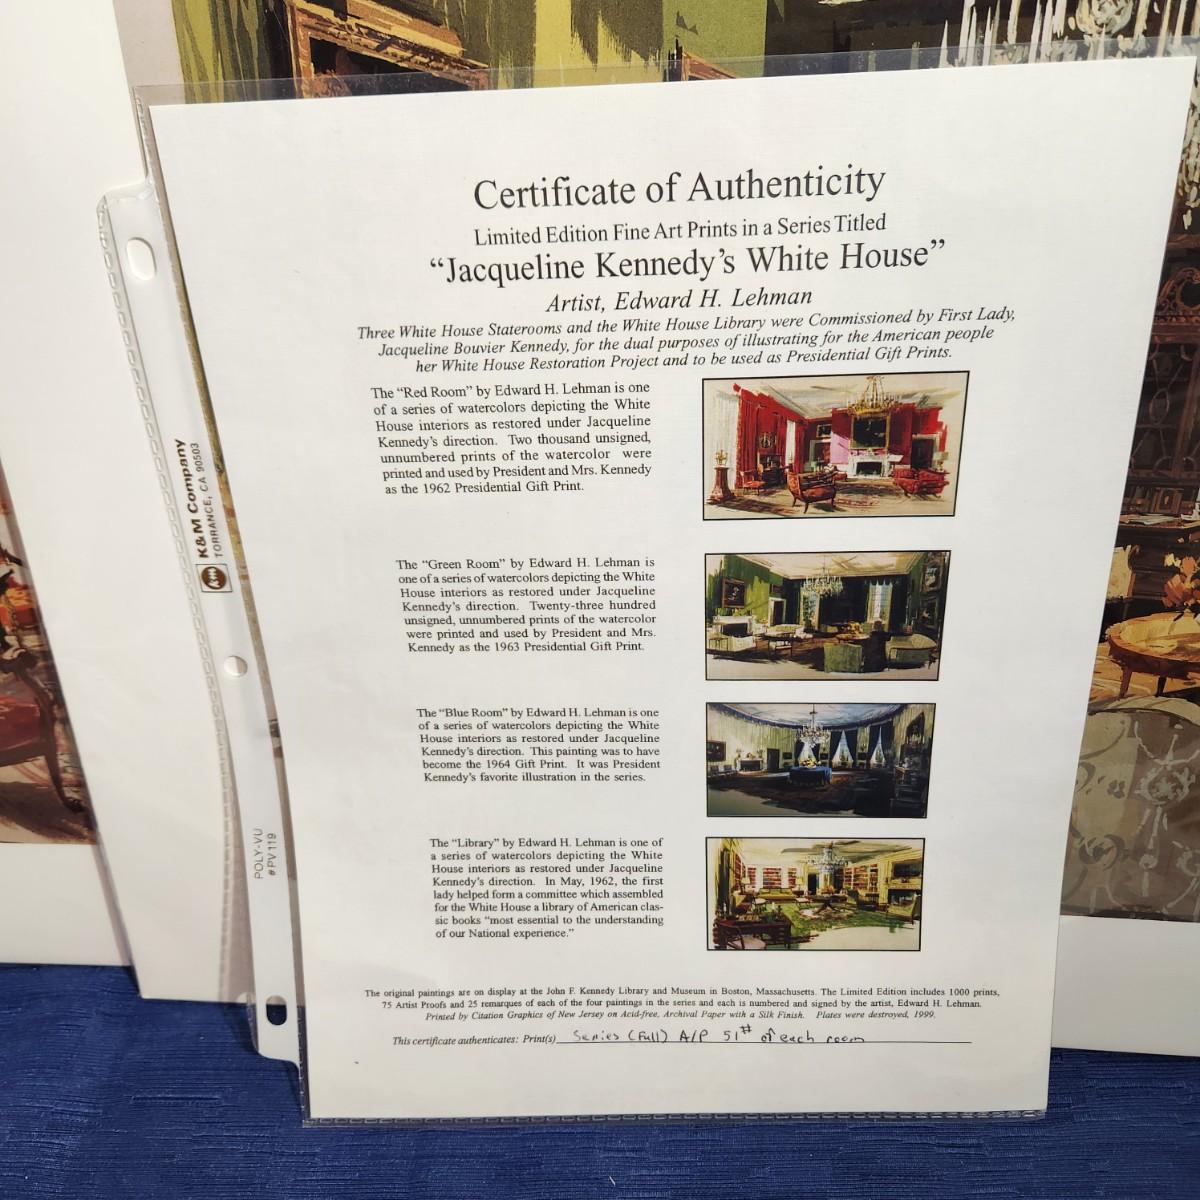 Certificate of Authenticity
Limited Edition Fine Art Prints in a Series Titled
“Jacqueline Kennedy’s White House”
Artist, Edward H. Lehman
Three White House Staterooms and the White House Library were Commissioned by First Lady,
Jacqueline Bouvier Kennedy, for the dual purposes of illustrating for the American people
her White House Restoration Project and to be used as Presidential Gift Prints.
The “Red Room” by Edward H. Lehman is one
of a series of watercolors depicting the White
House interiors as restored under Jacqueline
Kennedy’s direction. Two thousand unsigned,
unnumbered prints of the watercolor were
printed and used by President and Mrs. Kennedy
as the 1962 Presidential Gift Print.
The “Green Room” by Edward H. Lehman is
one of a series of watercolors depicting the White
House interiors as restored under Jacqueline
Kennedy’s direction. Twenty-three hundred
unsigned, unnumbered prints of the watercolor
were printed and used by President and Mrs.
Kennedy as the 1963 Presidential Gift Print.
The “Blue Room” by Edward H. Lehman is one
of a series of watercolors depicting the White
House interiors as restored under Jacqueline
Kennedy’s direction. This painting was to have
become the 1964 Gift Print. It was President
Kennedy’s favorite illustration in the series.
The “Library” by Edward H. Lehman is one of
a series of watercolors depicting the White
House interiors as restored under Jacqueline
Kennedy’s direction. In May, 1962, the first
lady helped form a committee which assembled
for the White House a library of American clas-
sic books “most essential to the understanding
of our National experience.”
The original paintings are on display at the John F. Kennedy Library and Museum in Boston, Massachusetts. The Limited Edition includes 1000 prints,
75 Artist Proofs and 25 remarques of each of the four paintings in the series and each is numbered and signed by the artist, Edward H. Lehman.
Printed by Citation Graphics of New Jersey on Acid-free, Archival Paper with a Silk Finish. Plates were destroyed, 1999.
This certificate authenticates: Print(s) Series (Full) A/P 51# of each room
km
K&M Company
TORRANCE, CA 90503
POLY-VU
#PV119